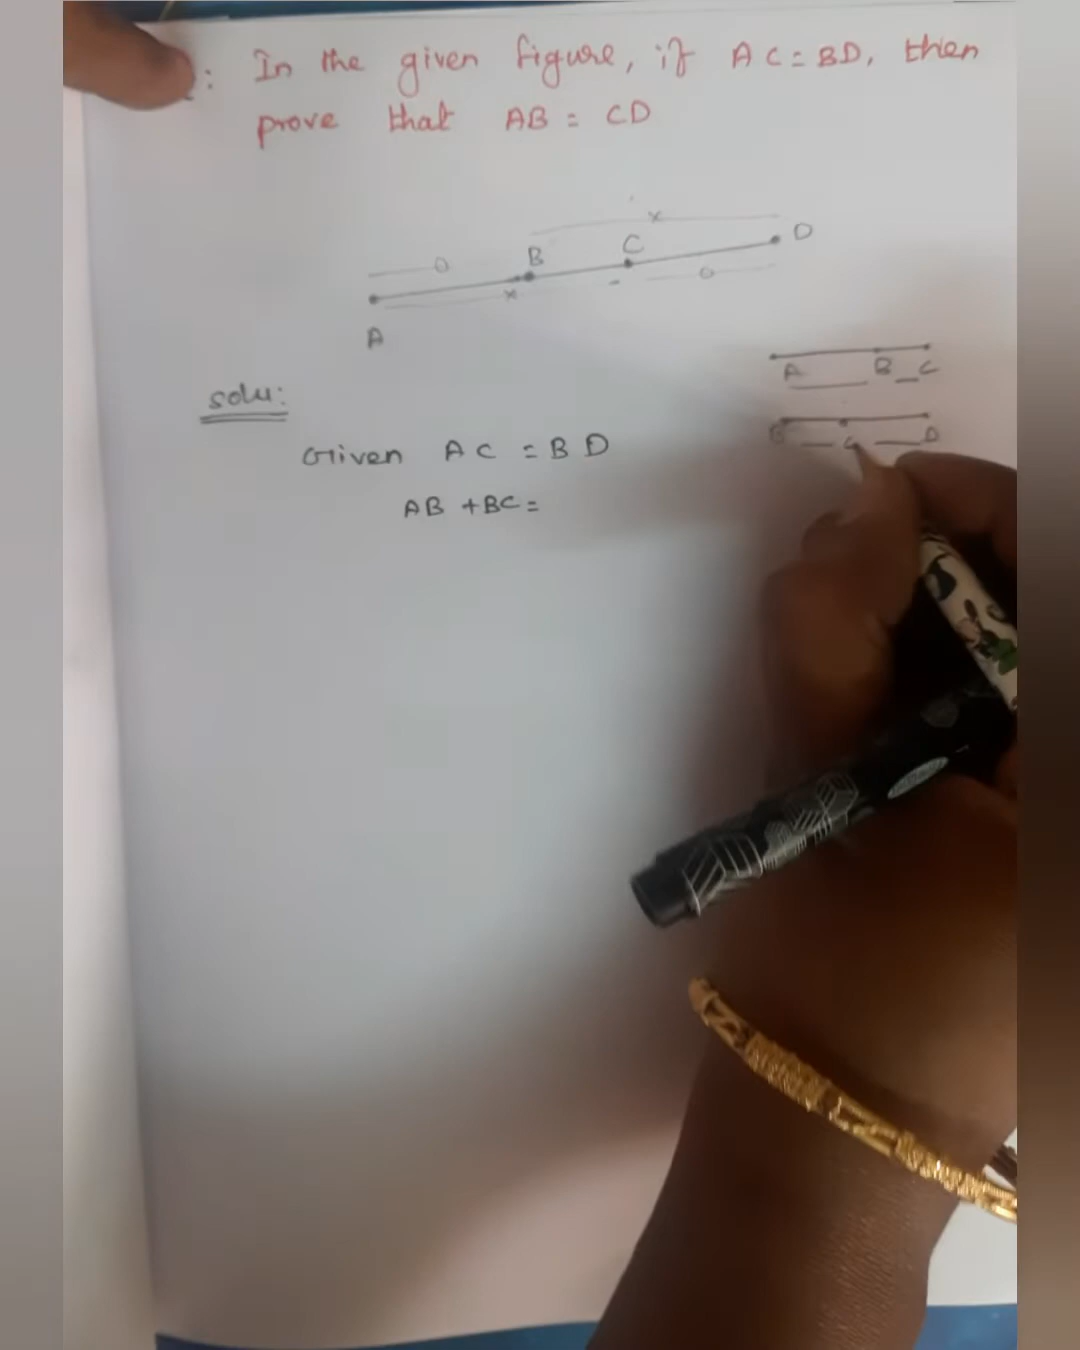 : In the given figure, if AC = BD, then
prove that AB = CD
A B C D
x
o
x
o
A B C
C D
solu:
Given AC = BD
AB + BC =